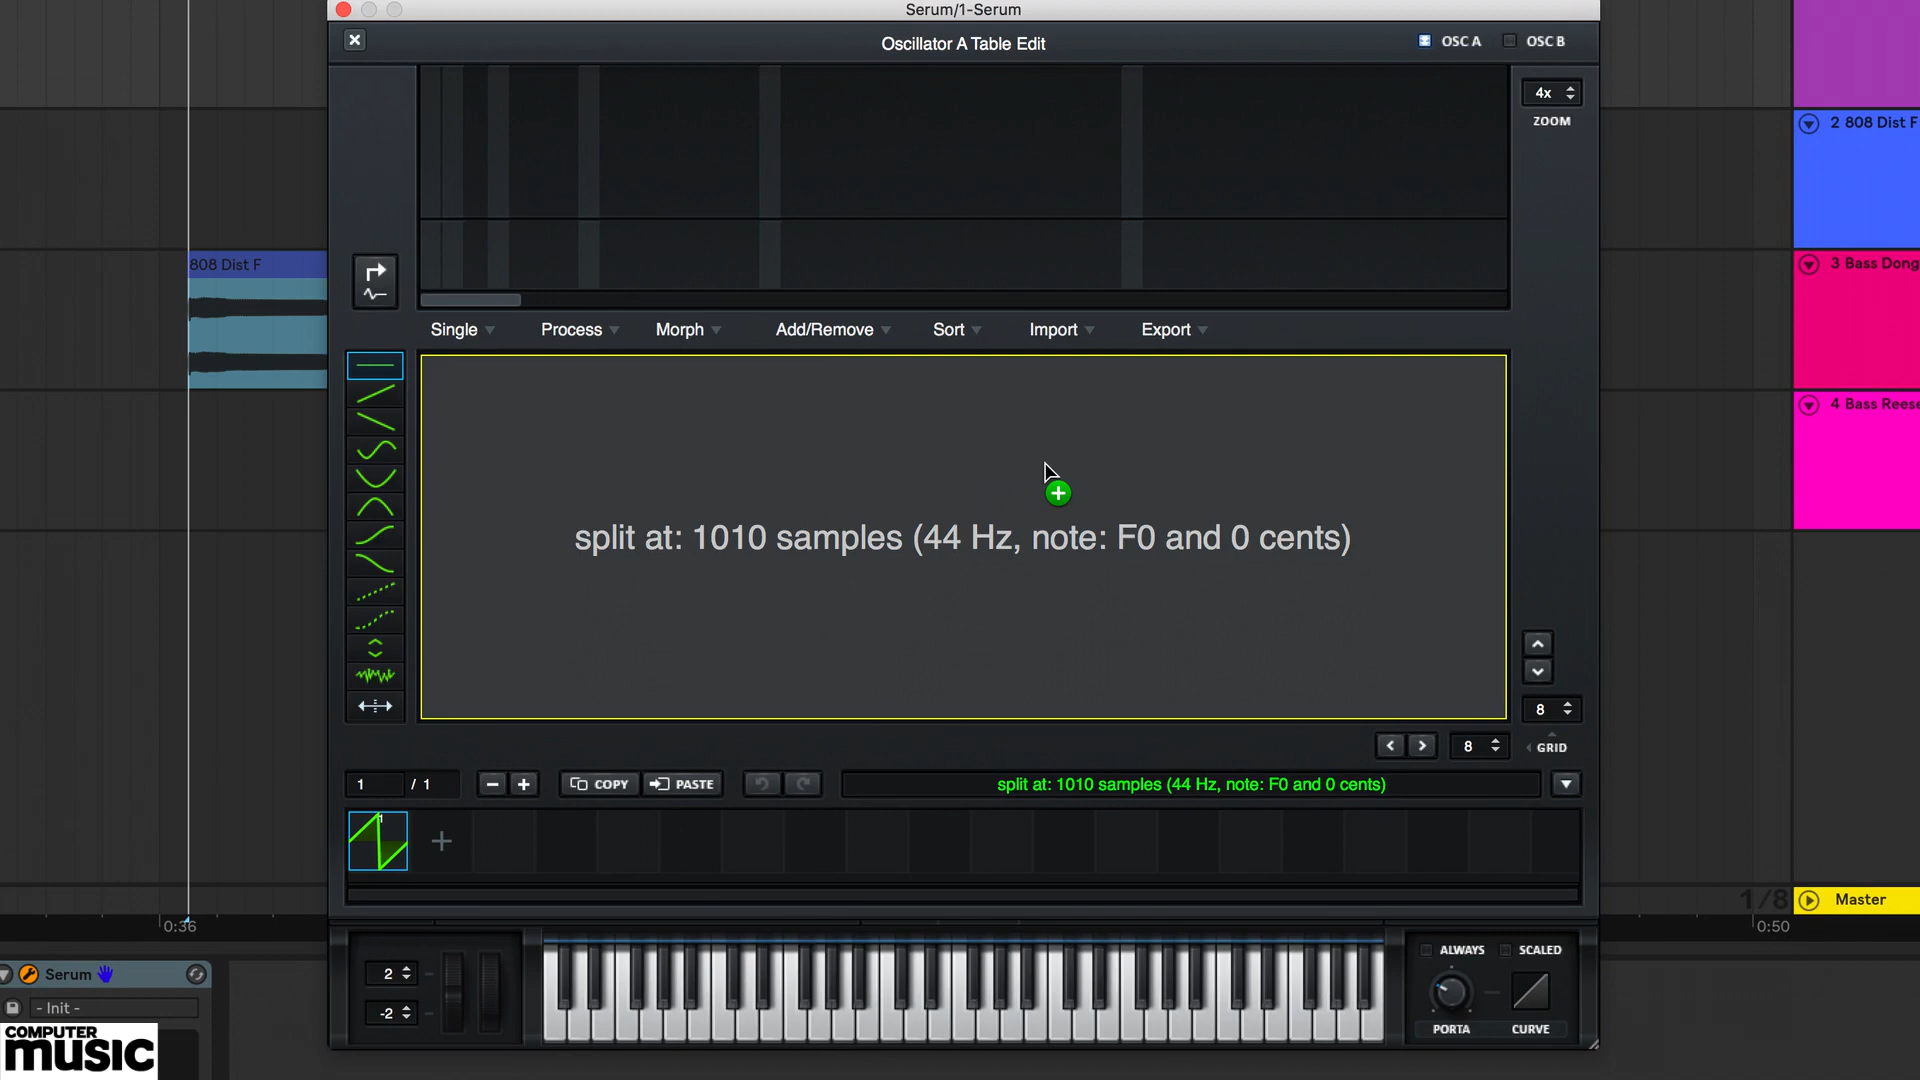 Serum/1-Serum
Oscillator A Table Edit
OSC A
OSC B
4x
ZOOM
2 808 Dist F
808 Dist F
3 Bass Dong
Single
Process
Morph
Add/Remove
Sort
Import
Export
4 Bass Reese
split at: 1010 samples (44 Hz, note: F0 and 0 cents)
8
8
GRID
1 / 1
COPY
PASTE
split at: 1010 samples (44 Hz, note: F0 and 0 cents)
1
1/8
Master
0:36
0:50
ALWAYS
SCALED
2
Serum
- Init -
-2
PORTA
CURVE
COMPUTER
music